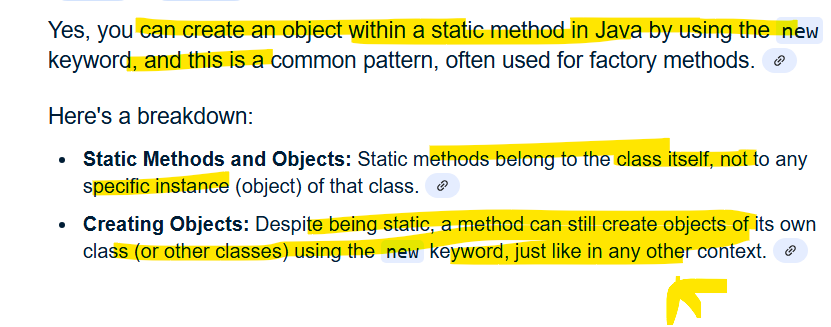 Yes, you can create an object within a static method in Java by using the new
keyword, and this is a common pattern, often used for factory methods.
Here's a breakdown:
• Static Methods and Objects: Static methods belong to the class itself, not to any
specific instance (object) of that class.
• Creating Objects: Despite being static, a method can still create objects of its own
class (or other classes) using the new keyword, just like in any other context.